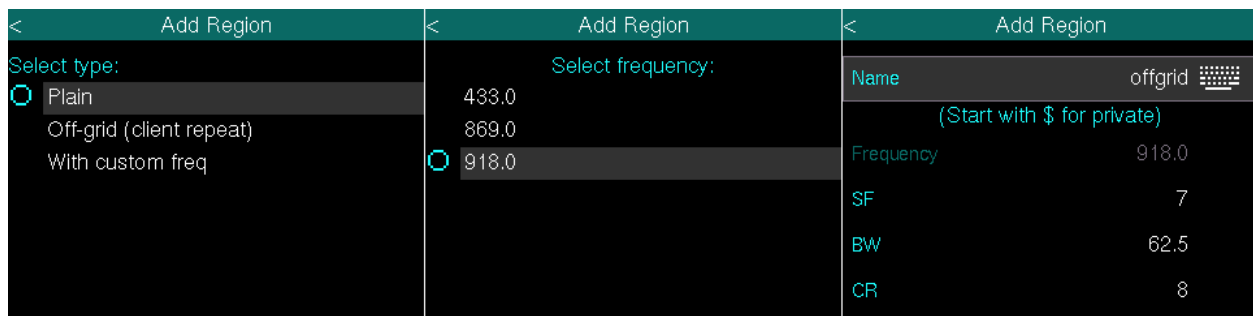 < Add Region
Select type:
Plain
Off-grid (client repeat)
With custom freq
< Add Region
Select frequency:
433.0
869.0
918.0
< Add Region
Name offgrid
(Start with $ for private)
Frequency 918.0
SF 7
BW 62.5
CR 8